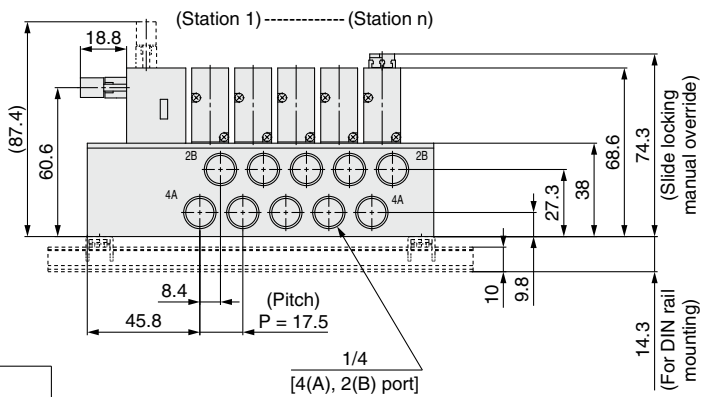 (Station 1) ---------- (Station n)
18.8
(87.4)
60.6
2B
2B
4A
4A
27.3
38
68.6
74.3
(Slide locking
manual override)
8.4
(Pitch)
45.8
P = 17.5
10
9.8
14.3
(For DIN rail
mounting)
1/4
[4(A), 2(B) port]